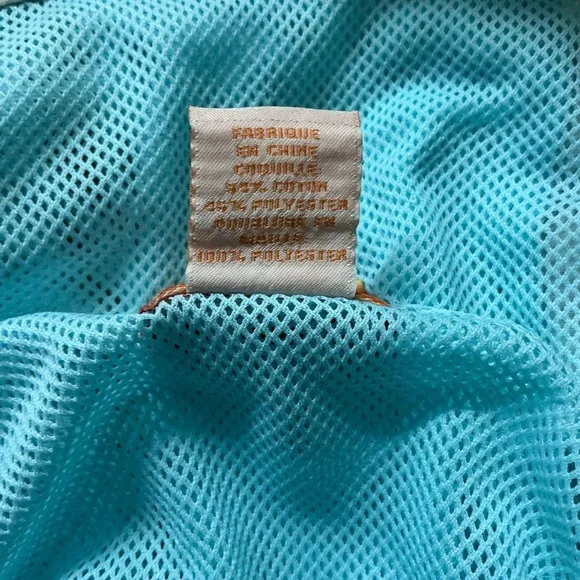 FABRIQUE
EN CHINE
COQUILLE
55% COTON
45% POLYESTER
DOUBLURE EN
MAILLE
100% POLYESTER